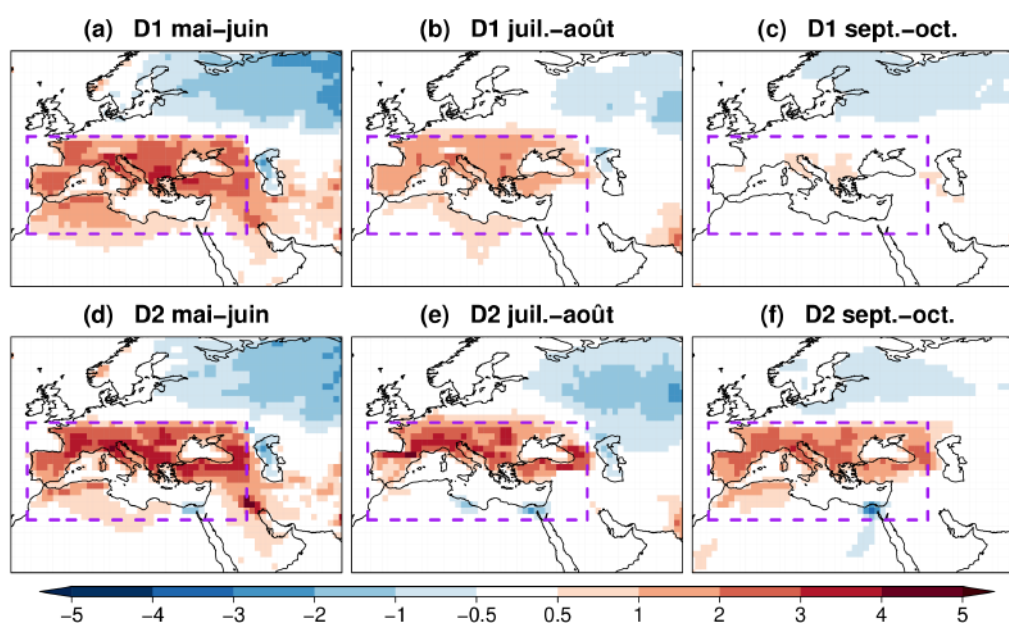 (a) D1 mai−juin
(b) D1 juil.−août
(c) D1 sept.−oct.
(d) D2 mai−juin
(e) D2 juil.−août
(f) D2 sept.−oct.
−5 −4 −3 −2 −1 −0.5 0.5 1 2 3 4 5